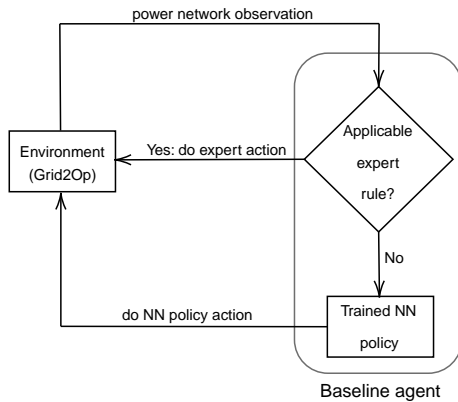 power network observation
Applicable
expert
rule?
Environment
(Grid2Op)
Yes: do expert action
No
Trained NN
policy
do NN policy action
Baseline agent